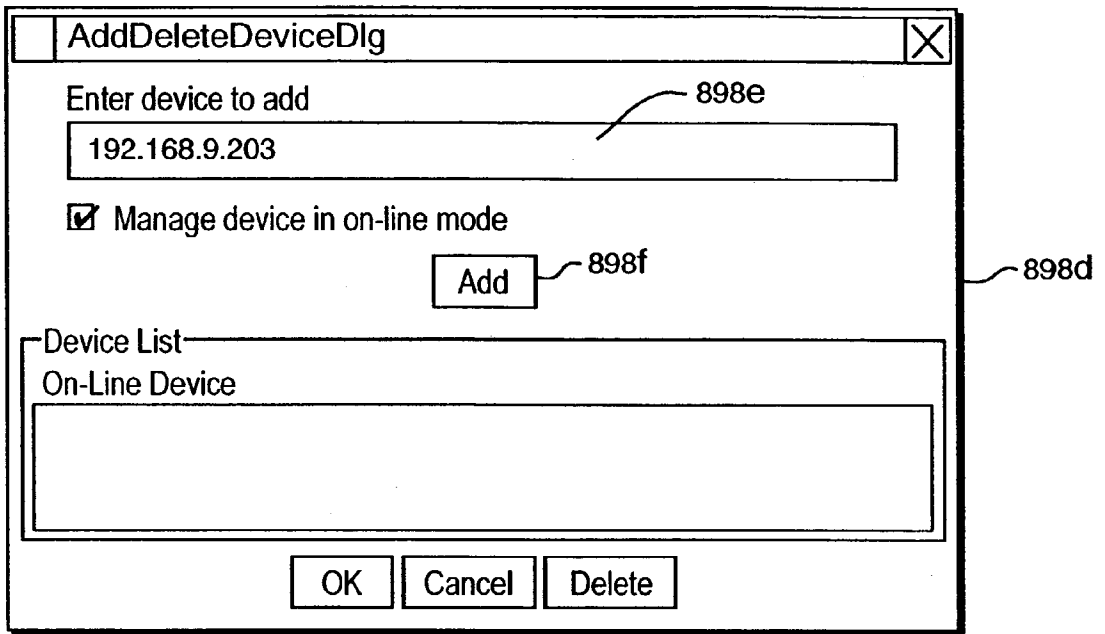 AddDeleteDeviceDlg
Enter device to add
898e
192.168.9.203
Manage device in on-line mode
Add
898f
898d
Device List
On-Line Device
OK Cancel Delete